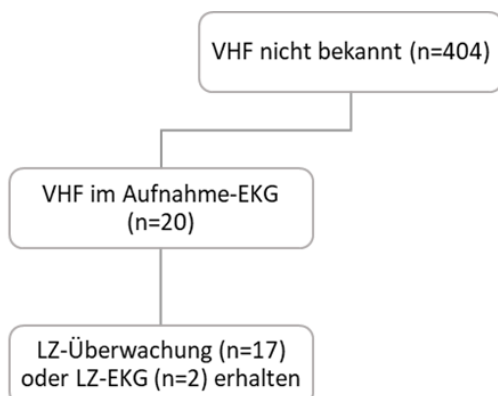 VHF nicht bekannt (n=404)
VHF im Aufnahme-EKG
(n=20)
LZ-Überwachung (n=17)
oder LZ-EKG (n=2) erhalten